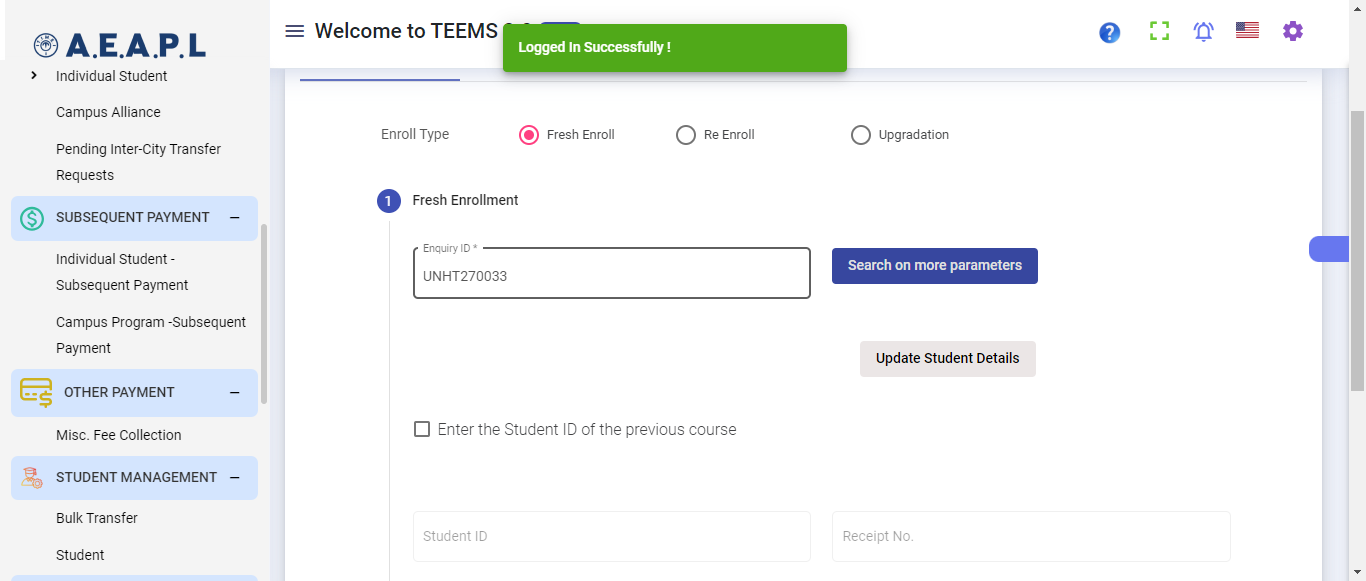 A.E.A.P.L
Individual Student
Campus Alliance
Pending Inter-City Transfer
Requests
SUBSEQUENT PAYMENT
Individual Student -
Subsequent Payment
Campus Program -Subsequent
Payment
OTHER PAYMENT
Misc. Fee Collection
STUDENT MANAGEMENT
Bulk Transfer
Student
Welcome to TEEMS
Logged In Successfully !
?
Enroll Type
Fresh Enroll
Re Enroll
Upgradation
1 Fresh Enrollment
Enquiry ID *
UNHT270033
Search on more parameters
Update Student Details
Enter the Student ID of the previous course
Student ID
Receipt No.